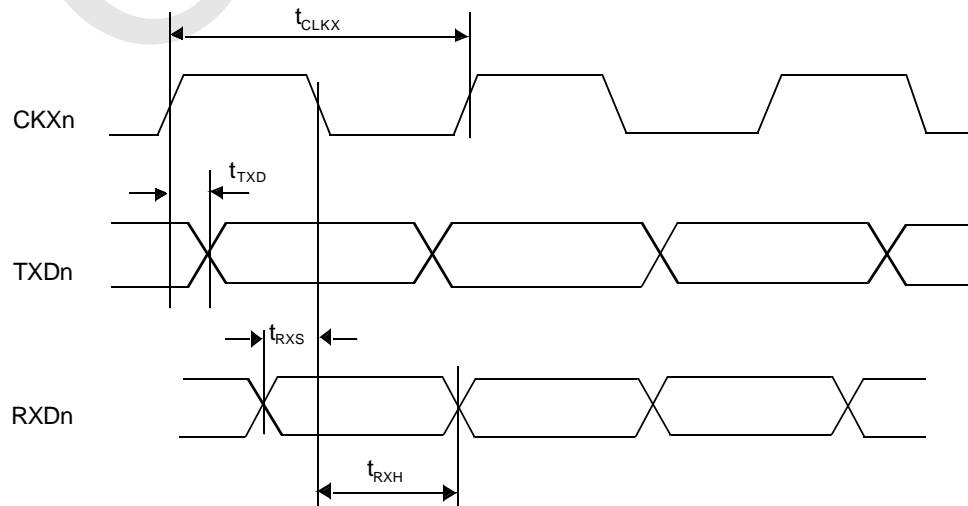 tCLKX
CKXn
tTXD
TXDn
tRXS
RXDn
tRXH